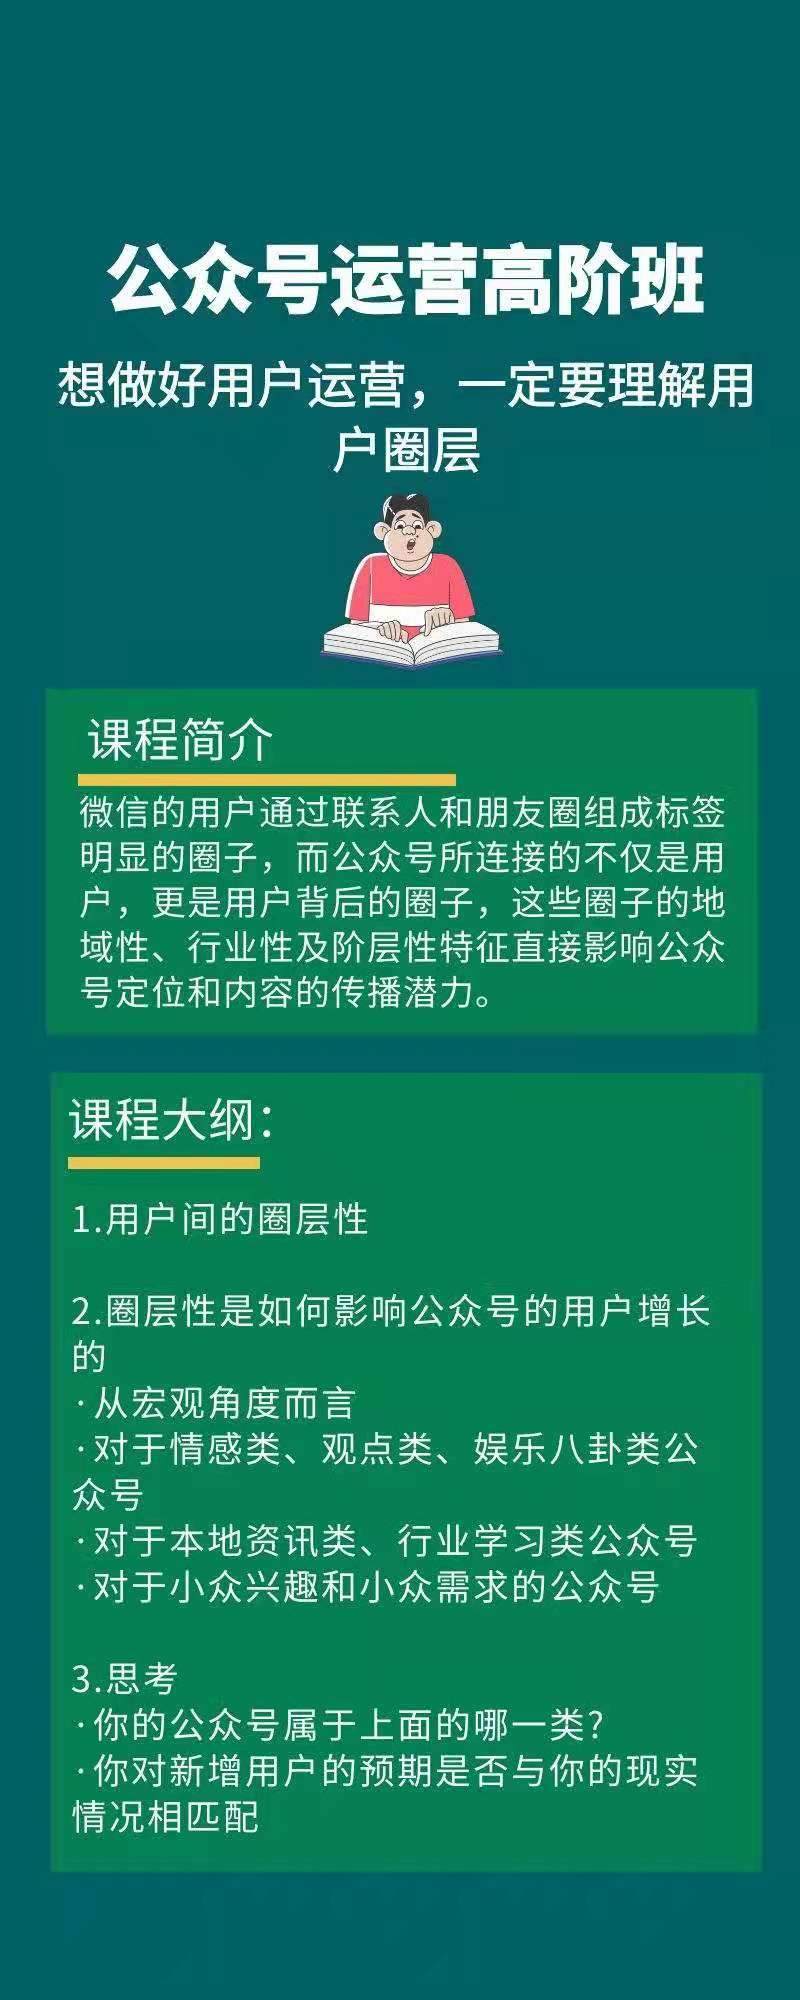 公众号运营高阶班
想做好用户运营，一定要理解用
户圈层
课程简介
微信的用户通过联系人和朋友圈组成标签
明显的圈子，而公众号所连接的不仅是用
户，更是用户背后的圈子，这些圈子的地
域性、行业性及阶层性特征直接影响公众
号定位和内容的传播潜力。
课程大纲：
1.用户间的圈层性
2.圈层性是如何影响公众号的用户增长
的
·从宏观角度而言
·对于情感类、观点类、娱乐八卦类公
众号
·对于本地资讯类、行业学习类公众号
·对于小众兴趣和小众需求的公众号
3.思考
·你的公众号属于上面的哪一类？
·你对新增用户的预期是否与你的现实
情况相匹配